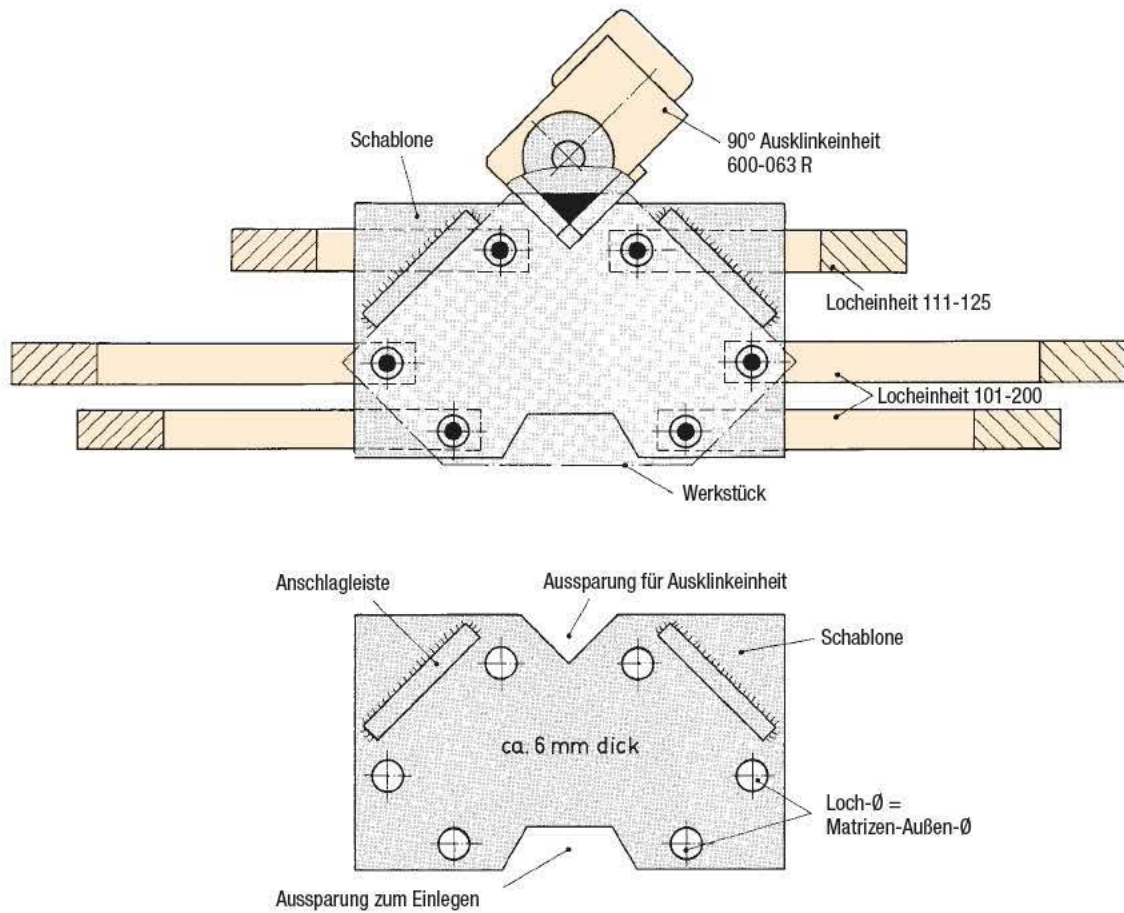 Schablone
90° Ausklinkeinheit
600-063 R
Locheinheit 111-125
Locheinheit 101-200
Werkstück
Anschlagleiste
Aussparung für Ausklinkeinheit
Schablone
ca. 6 mm dick
Loch-Ø =
Matrizen-Außen-Ø
Aussparung zum Einlegen